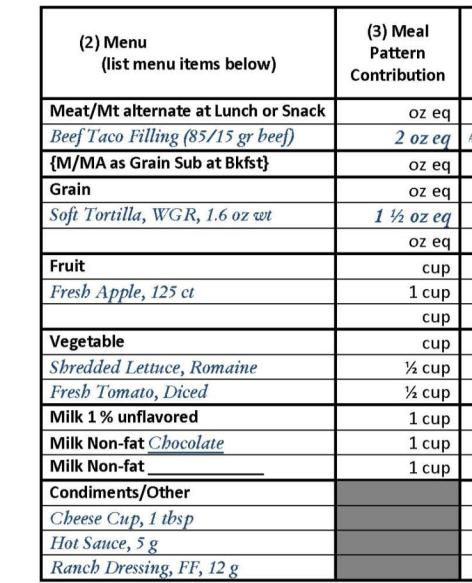 (2) Menu
(list menu items below)
(3) Meal
Pattern
Contribution
Meat/Mt alternate at Lunch or Snack oz eq
Beef Taco Filling (85/15 gr beef) 2 oz eq
{M/MA as Grain Sub at Bkfst} oz eq
Grain oz eq
Soft Tortilla, WGR, 1.6 oz wt 1 ½ oz eq
oz eq
Fruit cup
Fresh Apple, 125 ct 1 cup
cup
Vegetable cup
Shredded Lettuce, Romaine ½ cup
Fresh Tomato, Diced ½ cup
Milk 1% unflavored 1 cup
Milk Non-fat Chocolate 1 cup
Milk Non-fat ____________ 1 cup
Condiments/Other
Cheese Cup, 1 tbsp
Hot Sauce, 5 g
Ranch Dressing, FF, 12 g